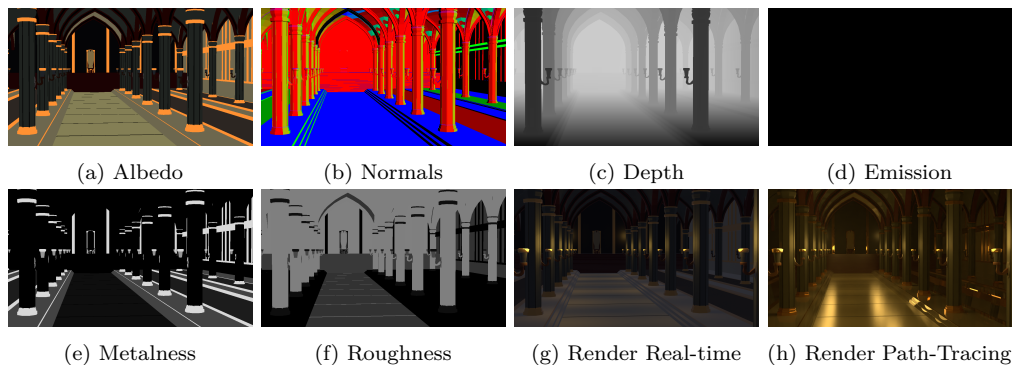 (a) Albedo
(b) Normals
(c) Depth
(d) Emission
(e) Metalness
(f) Roughness
(g) Render Real-time
(h) Render Path-Tracing